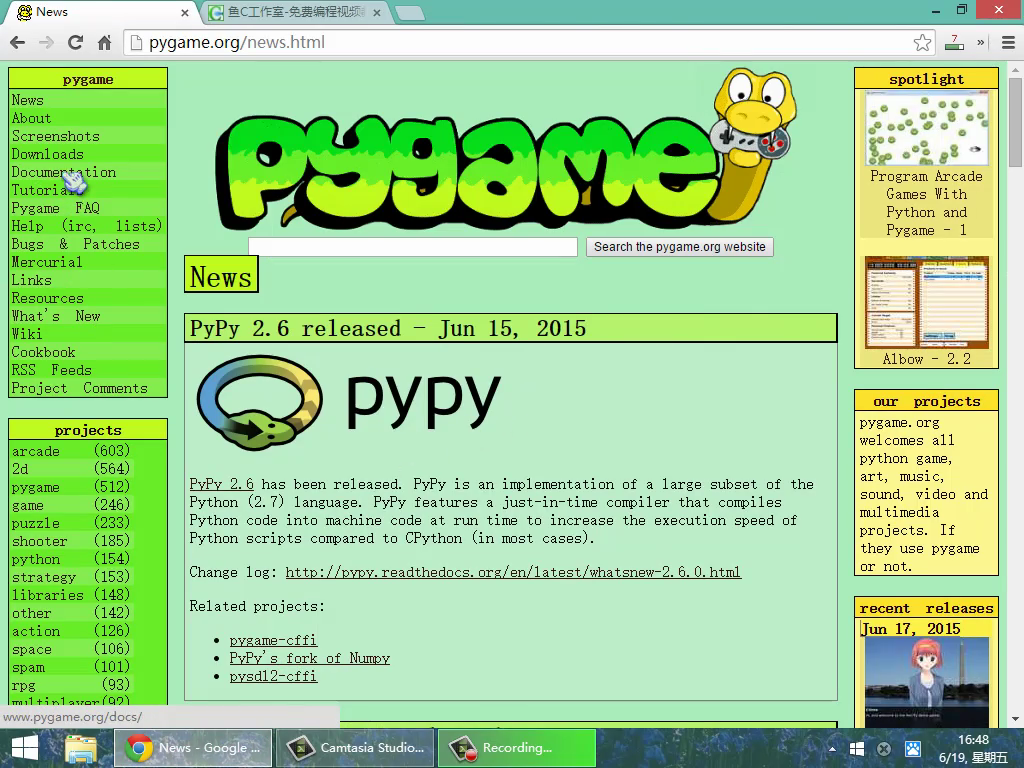 News
鱼C工作室-免费编程视频
pygame.org/news.html
7
pygame
News
About
Screenshots
Downloads
Documentation
Tutorials
Pygame FAQ
Help (irc, lists)
Bugs & Patches
Mercurial
Links
Resources
What's New
Wiki
Cookbook
RSS Feeds
Project Comments
projects
arcade (603)
2d (564)
pygame (512)
game (246)
puzzle (233)
shooter (185)
python (154)
strategy (153)
libraries (148)
other (142)
action (126)
space (106)
spam (101)
rpg (93)
multiplayer(92)
www.pygame.org/docs/
pygame
Search the pygame.org website
News
PyPy 2.6 released - Jun 15, 2015
pypy
PyPy 2.6 has been released. PyPy is an implementation of a large subset of the
Python (2.7) language. PyPy features a just-in-time compiler that compiles
Python code into machine code at run time to increase the execution speed of
Python scripts compared to CPython (in most cases).
Change log: http://pypy.readthedocs.org/en/latest/whatsnew-2.6.0.html
Related projects:
pygame-cffi
PyPy's fork of Numpy
pysdl2-cffi
spotlight
Program Arcade
Games With
Python and
Pygame - 1
Albow - 2.2
our projects
pygame.org
welcomes all
python game,
art, music,
sound, video and
multimedia
projects. If
they use pygame
or not.
recent releases
Jun 17, 2015
News - Google ...
Camtasia Studio...
Recording...
16:48
6/19, 星期五